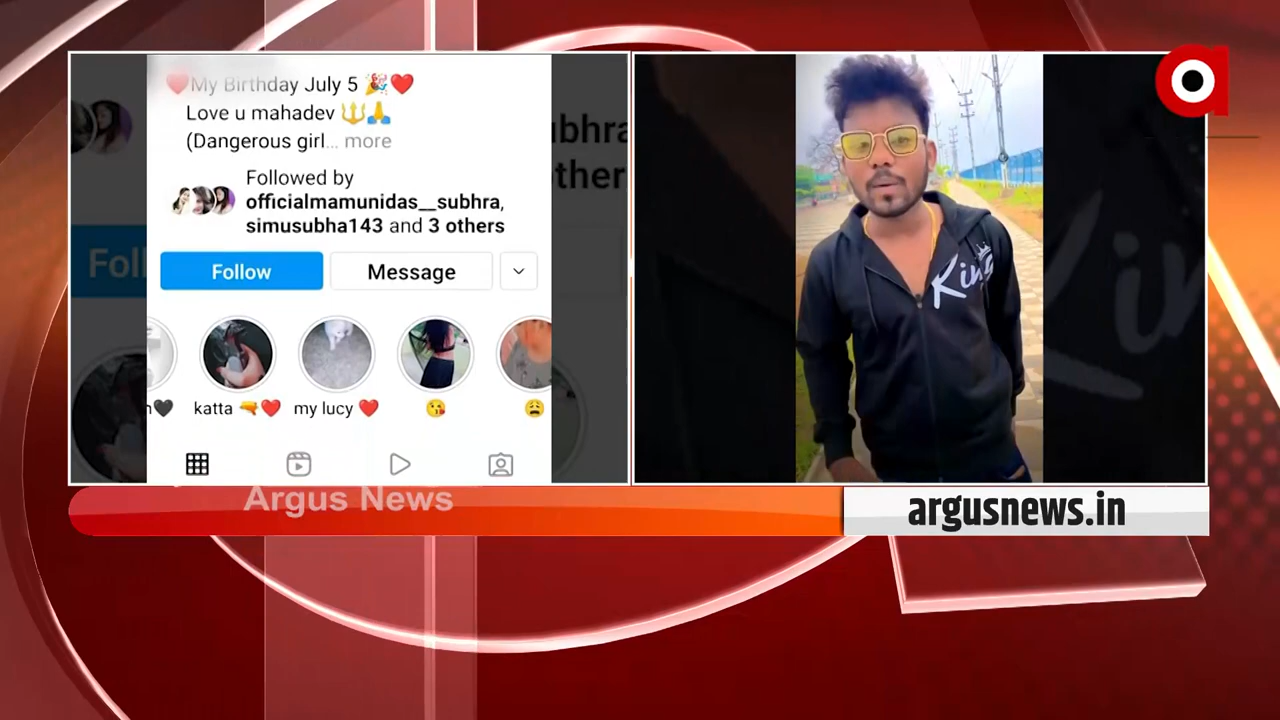 ❤️My Birthday July 5 🎉❤️
Love u mahadev 🔱🙏
(Dangerous girl... more
Followed by
officialmamunidas__subhra,
simusubha143 and 3 others
Follow
Message
katta 🔫❤️
my lucy ❤️
😘
😩
King
Argus News
argusnews.in